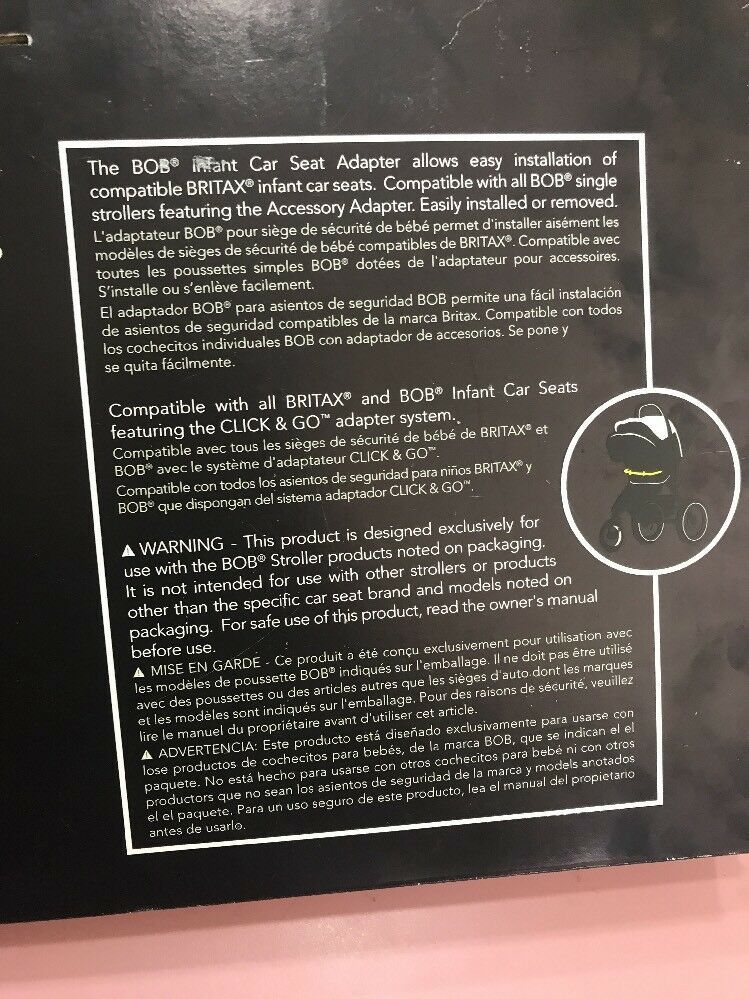 The BOB® Infant Car Seat Adapter allows easy installation of
compatible BRITAX® infant car seats. Compatible with all BOB® single
strollers featuring the Accessory Adapter. Easily installed or removed.
L'adaptateur BOB® pour siège de sécurité de bébé permet d'installer aisément les
modèles de sièges de sécurité de bébé compatibles de BRITAX®. Compatible avec
toutes les poussettes simples BOB® dotées de l'adaptateur pour accessoires.
S'installe ou s'enlève facilement.
El adaptador BOB® para asientos de seguridad BOB permite una fácil instalación
de asientos de seguridad compatibles de la marca Britax. Compatible con todos
los cochecitos individuales BOB con adaptador de accesorios. Se pone y
se quita fácilmente.
Compatible with all BRITAX® and BOB® Infant Car Seats
featuring the CLICK & GO™ adapter system.
Compatible avec tous les sièges de sécurité de bébé de BRITAX® et
BOB® avec le système d'adaptateur CLICK & GO™.
Compatible con todos los asientos de seguridad para niños BRITAX® y
BOB® que dispongan del sistema adaptador CLICK & GO™.
⚠ WARNING - This product is designed exclusively for
use with the BOB® Stroller products noted on packaging.
It is not intended for use with other strollers or products
other than the specific car seat brand and models noted on
packaging. For safe use of this product, read the owner's manual
before use.
⚠ MISE EN GARDE - Ce produit a été conçu exclusivement pour utilisation avec
les modèles de poussette BOB® indiqués sur l'emballage. Il ne doit pas être utilisé
avec des poussettes ou des articles autres que les sièges d'auto dont les marques
et les modèles sont indiqués sur l'emballage. Pour des raisons de sécurité, veuillez
lire le manuel du propriétaire avant d'utiliser cet article.
⚠ ADVERTENCIA: Este producto está diseñado exclusivamente para usarse con
lose productos de cochecitos para bebés, de la marca BOB, que se indican el el
paquete. No está hecho para usarse con otros cochecitos para bebé ni con otros
productors que no sean los asientos de seguridad de la marca y models anotados
el el paquete. Para un uso seguro de este producto, lea el manual del propietario
antes de usarlo.